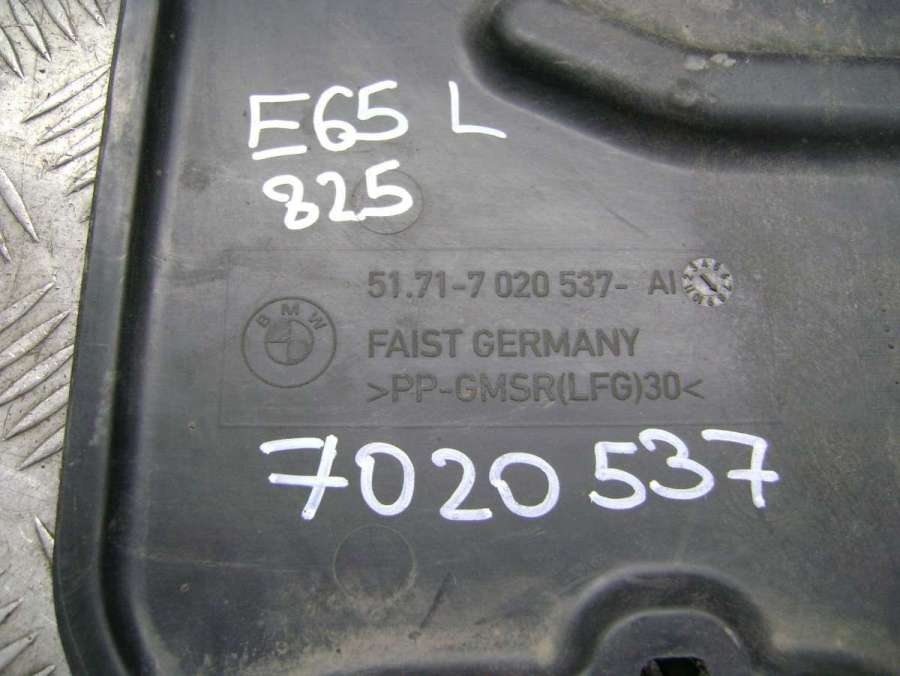 E65 L
825
51.71-7 020 537- AI
BMW
FAIST GERMANY
>PP-GMSR(LFG)30<
7020537